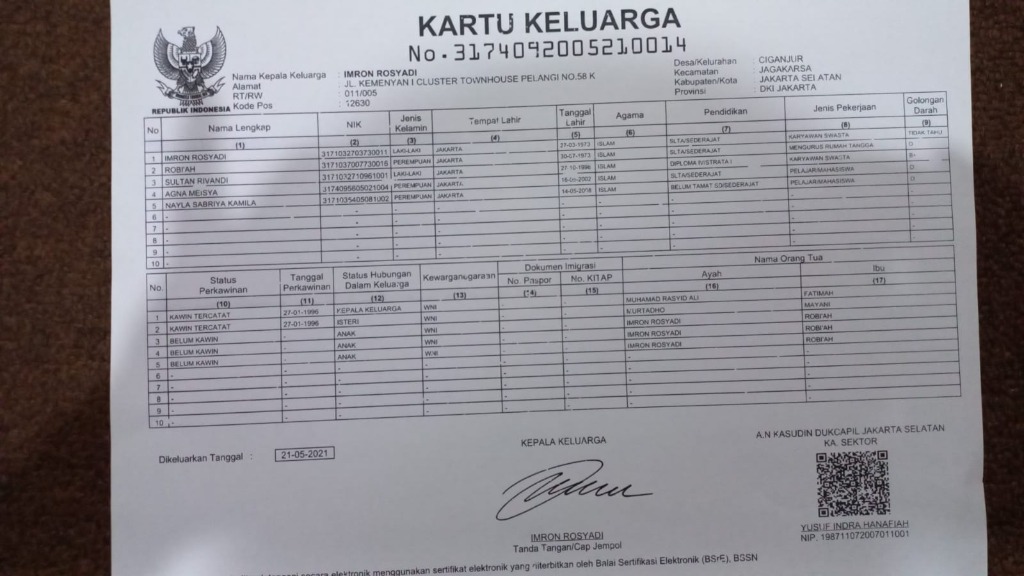 KARTU KELUARGA
No. 3174092005210014
Nama Kepala Keluarga : IMRON ROSYADI
Alamat : JL. KEMENYAN I CLUSTER TOWNHOUSE PELANGI NO.58 K
RT/RW : 011/005
Kode Pos : 12630
Desa/Kelurahan : CIGANJUR
Kecamatan : JAGAKARSA
Kabupaten/Kota : JAKARTA SELATAN
Provinsi : DKI JAKARTA
REPUBLIK INDONESIA
No Nama Lengkap NIK Jenis Kelamin Tempat Lahir Tanggal Lahir Agama Pendidikan Jenis Pekerjaan Golongan Darah
(1) (2) (3) (4) (5) (6) (7) (8) (9)
1 IMRON ROSYADI 3171032703730011 LAKI-LAKI JAKARTA 27-03-1973 ISLAM SLTA/SEDERAJAT KARYAWAN SWASTA TIDAK TAHU
2 ROBI'AH 3171037007730016 PEREMPUAN JAKARTA 30-07-1973 ISLAM SLTA/SEDERAJAT MENGURUS RUMAH TANGGA O
3 SULTAN RIVANDI 3171032710961001 LAKI-LAKI JAKARTA 27-10-1996 ISLAM DIPLOMA IV/STRATA I KARYAWAN SWASTA B+
4 AGNA MEISYA 3174095605021004 PEREMPUAN JAKARTA ISLAM SLTA/SEDERAJAT PELAJAR/MAHASISWA O
5 NAYLA SABRIYA KAMILA 3171035405081002 PEREMPUAN JAKARTA ISLAM BELUM TAMAT SD/SEDERAJAT PELAJAR/MAHASISWA O
6 - - - - - - - - -
7 - - - - - - - - -
8 - - - - - - - - -
9 - - - - - - - - -
10 - - - - - - - - -
No. Status Perkawinan Tanggal Perkawinan Status Hubungan Dalam Keluarga Kewarganegaraan Dokumen Imigrasi No. Paspor No. KITAP Nama Orang Tua Ayah Ibu
(10) (11) (12) (13) (14) (15) (16) (17)
1 KAWIN TERCATAT 27-01-1996 KEPALA KELUARGA WNI - - MUHAMAD RASYID ALI FATIMAH
2 KAWIN TERCATAT 27-01-1996 ISTERI WNI - - MURTADHO MAYANI
3 BELUM KAWIN - ANAK WNI - - IMRON ROSYADI ROBI'AH
4 BELUM KAWIN - ANAK WNI - - IMRON ROSYADI ROBI'AH
5 BELUM KAWIN - ANAK WNI - - IMRON ROSYADI ROBI'AH
6 - - - - - - - -
7 - - - - - - - -
8 - - - - - - - -
9 - - - - - - - -
10 - - - - - - - -
Dikeluarkan Tanggal : 21-05-2021
KEPALA KELUARGA
IMRON ROSYADI
Tanda Tangan/Cap Jempol
A.N KASUDIN DUKCAPIL JAKARTA SELATAN
KA. SEKTOR
YUSUF INDRA HANAFIAH
NIP. 198711072007011001
secara elektronik menggunakan sertifikat elektronik yang diterbitkan oleh Balai Sertifikasi Elektronik (BSrE), BSSN